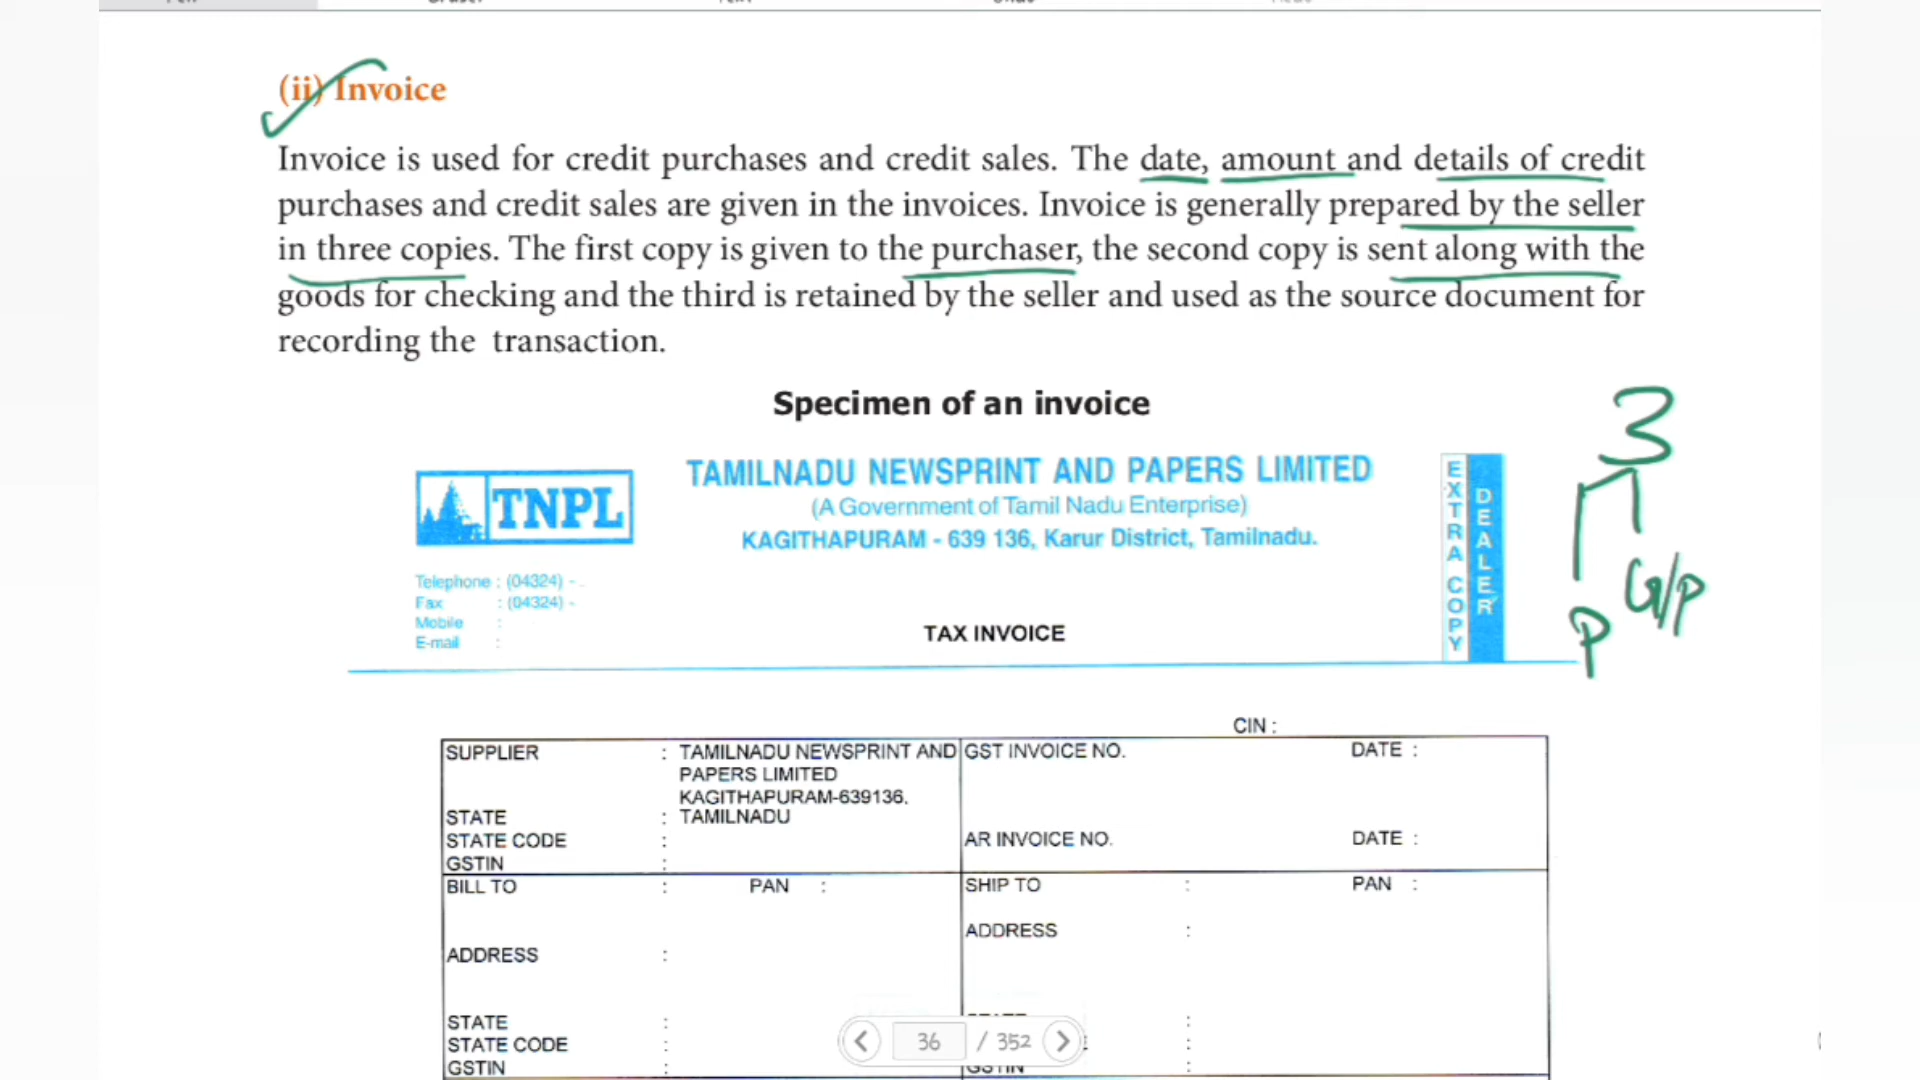 (ii) Invoice
Invoice is used for credit purchases and credit sales. The date, amount and details of credit
purchases and credit sales are given in the invoices. Invoice is generally prepared by the seller
in three copies. The first copy is given to the purchaser, the second copy is sent along with the
goods for checking and the third is retained by the seller and used as the source document for
recording the transaction.
Specimen of an invoice
3
TNPL
TAMILNADU NEWSPRINT AND PAPERS LIMITED
(A Government of Tamil Nadu Enterprise)
KAGITHAPURAM - 639 136, Karur District, Tamilnadu.
EXTRA COPY
DEALER
G/P
P
Telephone : (04324) -
Fax : (04324) -
Mobile :
E-mail :
TAX INVOICE
CIN :
SUPPLIER : TAMILNADU NEWSPRINT AND GST INVOICE NO. DATE :
PAPERS LIMITED
KAGITHAPURAM-639136.
STATE : TAMILNADU
STATE CODE : AR INVOICE NO. DATE :
GSTIN :
BILL TO : PAN : SHIP TO : PAN :
ADDRESS :
ADDRESS :
STATE : :
STATE CODE : :
GSTIN : GSTIN :
36 / 352